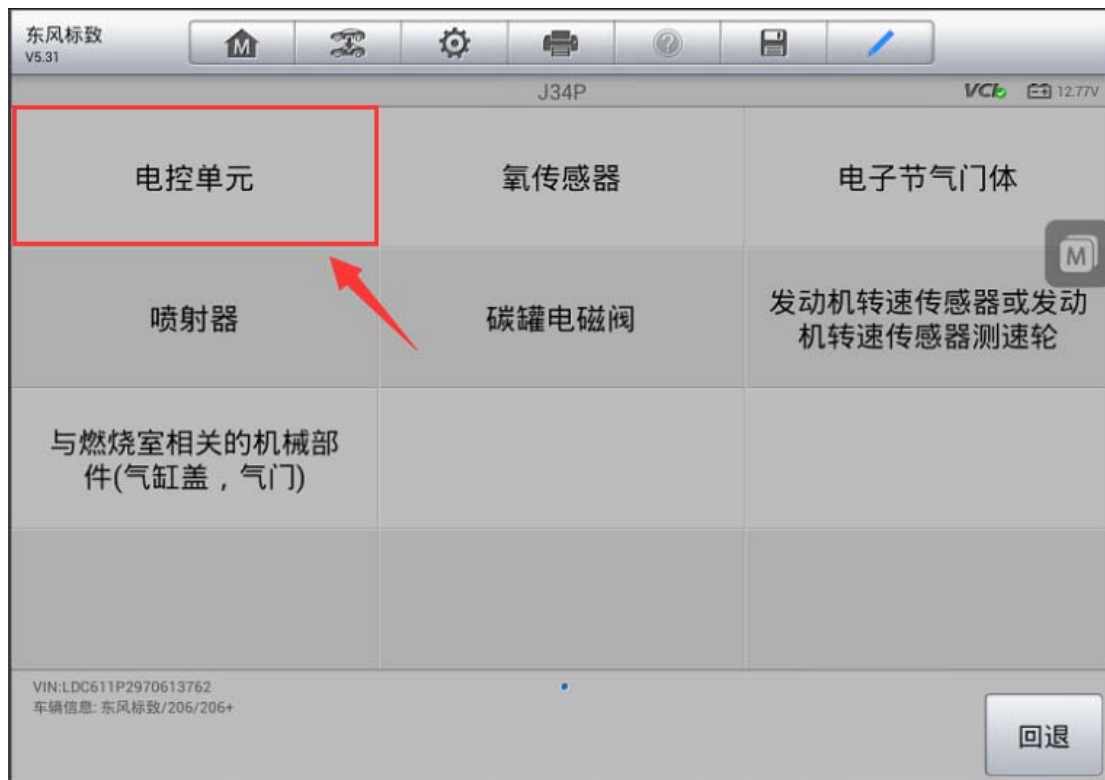 东风标致
V5.31
M
J34P
VCI
12.77V
电控单元
氧传感器
电子节气门体
M
喷射器
碳罐电磁阀
发动机转速传感器或发动
机转速传感器测速轮
与燃烧室相关的机械部
件(气缸盖，气门)
VIN:LDC611P2970613762
车辆信息: 东风标致/206/206+
回退